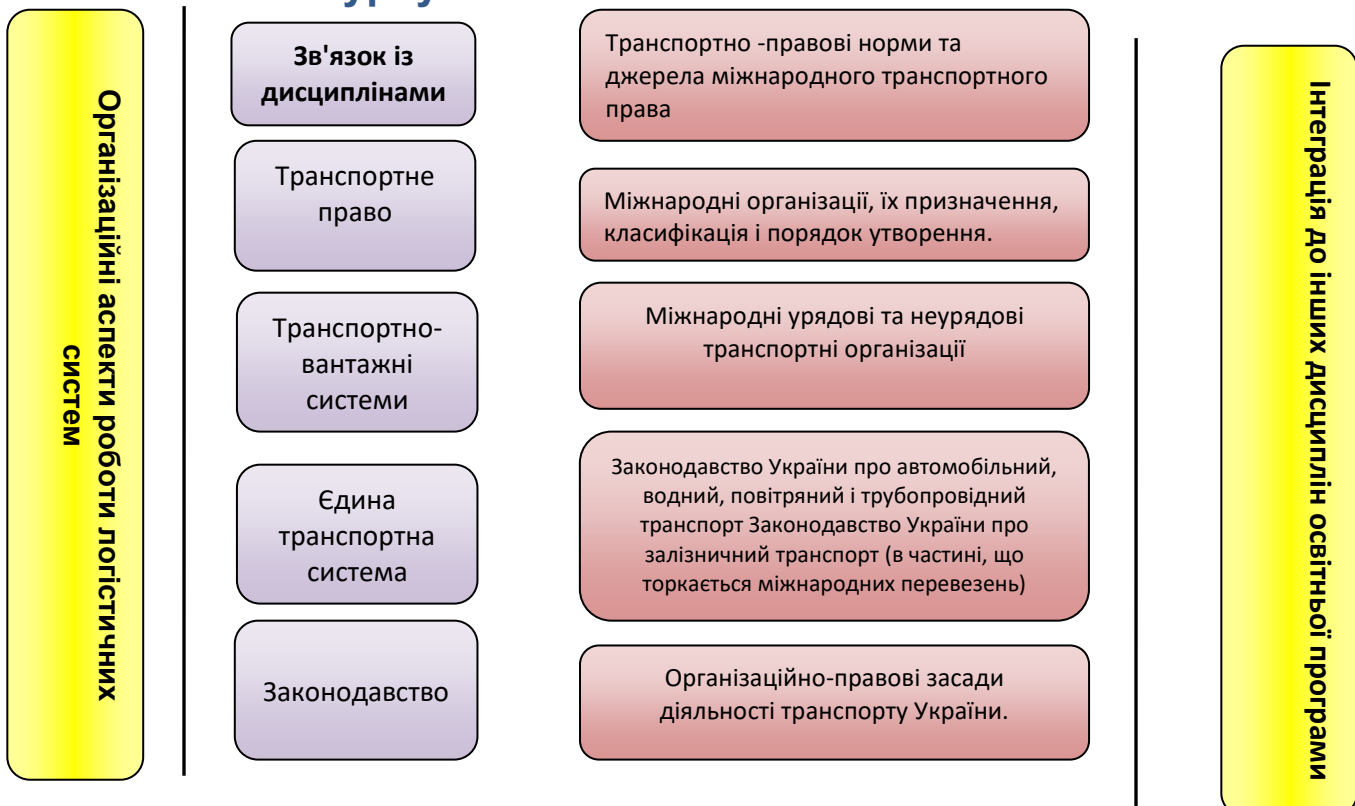 Організаційні аспекти роботи логістичних
систем
Зв'язок із
дисциплінами
Транспортне
право
Транспортно-
вантажні
системи
Єдина
транспортна
система
Законодавство
Транспортно -правові норми та
джерела міжнародного транспортного
права
Міжнародні організації, їх призначення,
класифікація і порядок утворення.
Міжнародні урядові та неурядові
транспортні організації
Законодавство України про автомобільний,
водний, повітряний і трубопровідний
транспорт Законодавство України про
залізничний транспорт (в частині, що
торкається міжнародних перевезень)
Організаційно-правові засади
діяльності транспорту України.
Інтеграція до інших дисциплін освітньої програми